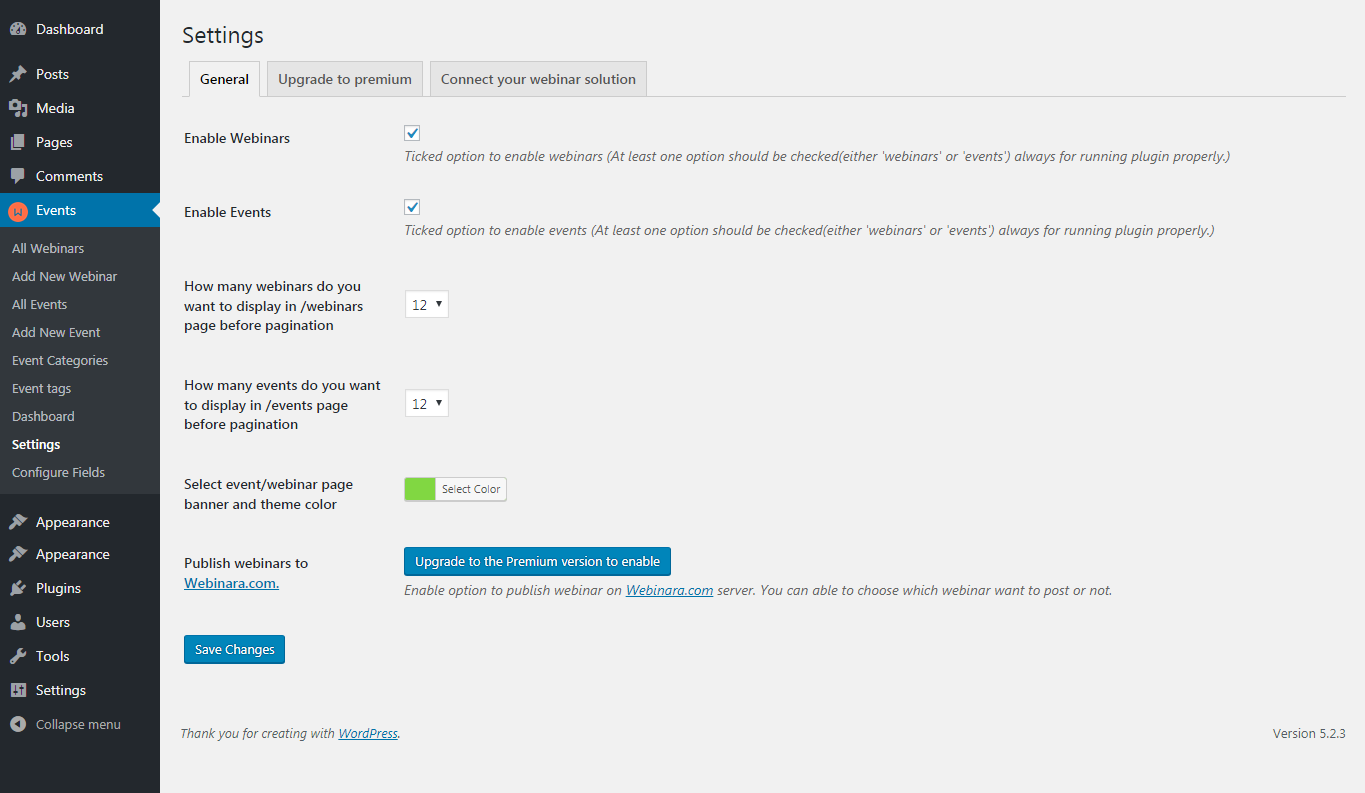 Dashboard
Posts
Media
Pages
Comments
Events
All Webinars
Add New Webinar
All Events
Add New Event
Event Categories
Event tags
Dashboard
Settings
Configure Fields
Appearance
Appearance
Plugins
Users
Tools
Settings
Collapse menu
Settings
General
Upgrade to premium
Connect your webinar solution
Enable Webinars
Ticked option to enable webinars (At least one option should be checked(either 'webinars' or 'events') always for running plugin properly.)
Enable Events
Ticked option to enable events (At least one option should be checked(either 'webinars' or 'events') always for running plugin properly.)
How many webinars do you
want to display in /webinars
page before pagination
12
How many events do you want
to display in /events page
before pagination
12
Select event/webinar page
banner and theme color
Select Color
Publish webinars to
Webinara.com.
Upgrade to the Premium version to enable
Enable option to publish webinar on Webinara.com server. You can able to choose which webinar want to post or not.
Save Changes
Thank you for creating with WordPress.
Version 5.2.3